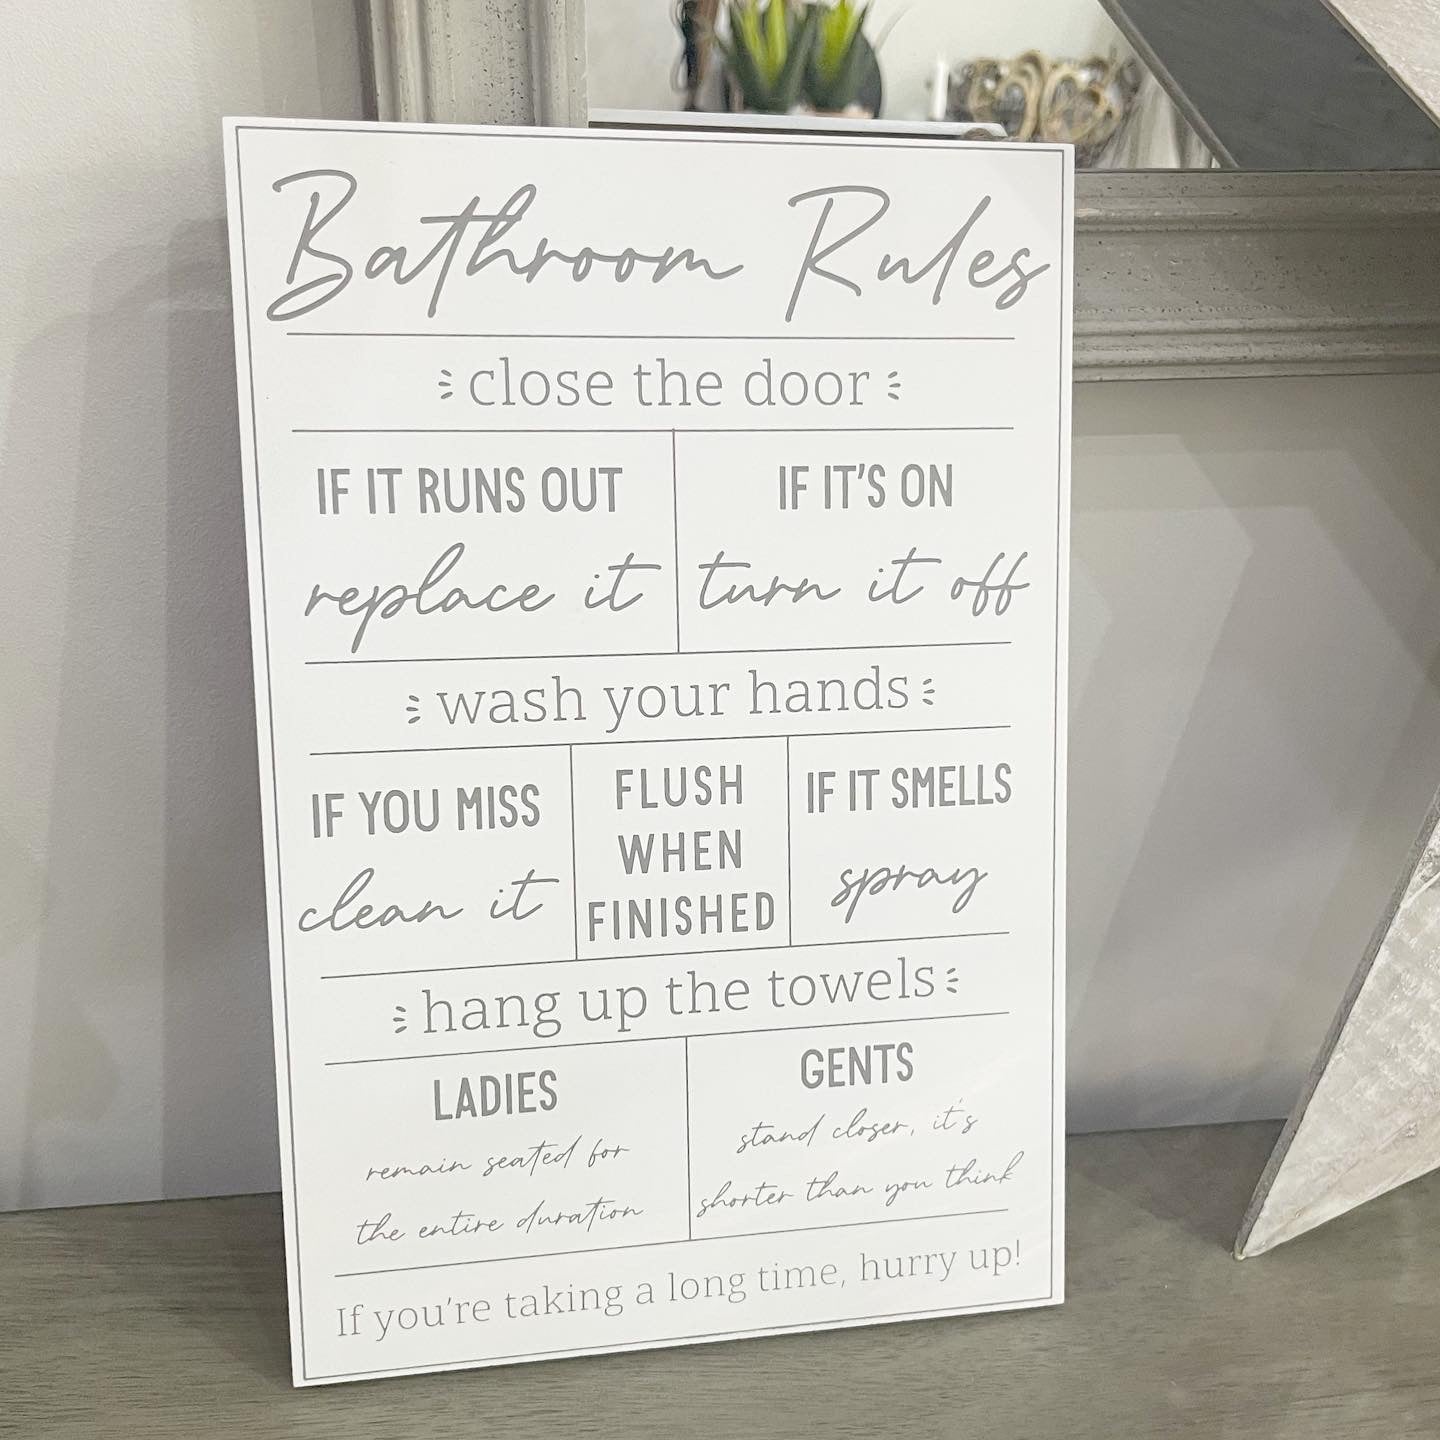 Bathroom Rules
close the door
IF IT RUNS OUT
replace it
IF IT'S ON
turn it off
wash your hands
IF YOU MISS
clean it
FLUSH
WHEN
FINISHED
IF IT SMELLS
spray
hang up the towels
LADIES
remain seated for
the entire duration
GENTS
stand closer, it's
shorter than you think
If you're taking a long time, hurry up!